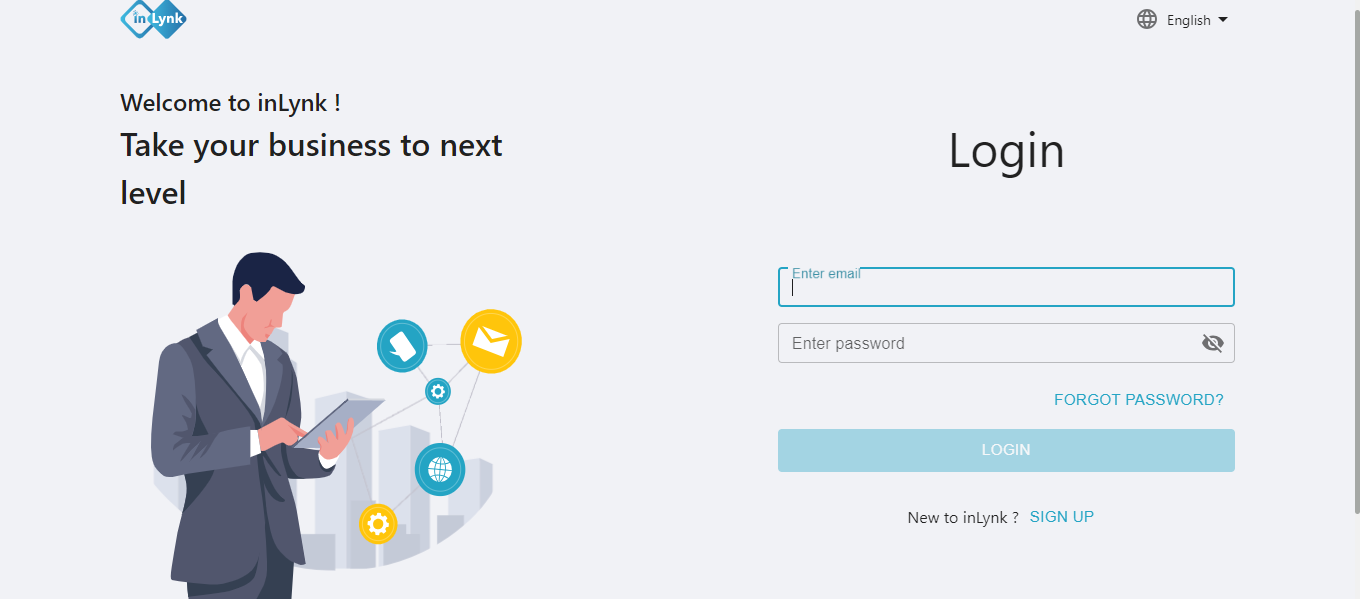 inLynk
English
Welcome to inLynk !
Take your business to next
level
Login
Enter email
Enter password
FORGOT PASSWORD?
LOGIN
New to inLynk ? SIGN UP